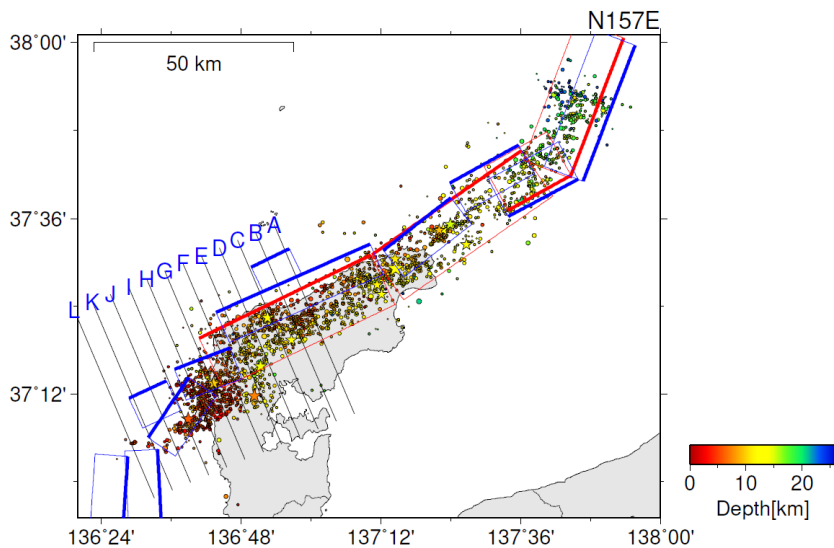 N157E
38°00'
50 km
37°36'
L K J I H G F E D C B A
37°12'
0 10 20
Depth[km]
136°24' 136°48' 137°12' 137°36' 138°00'